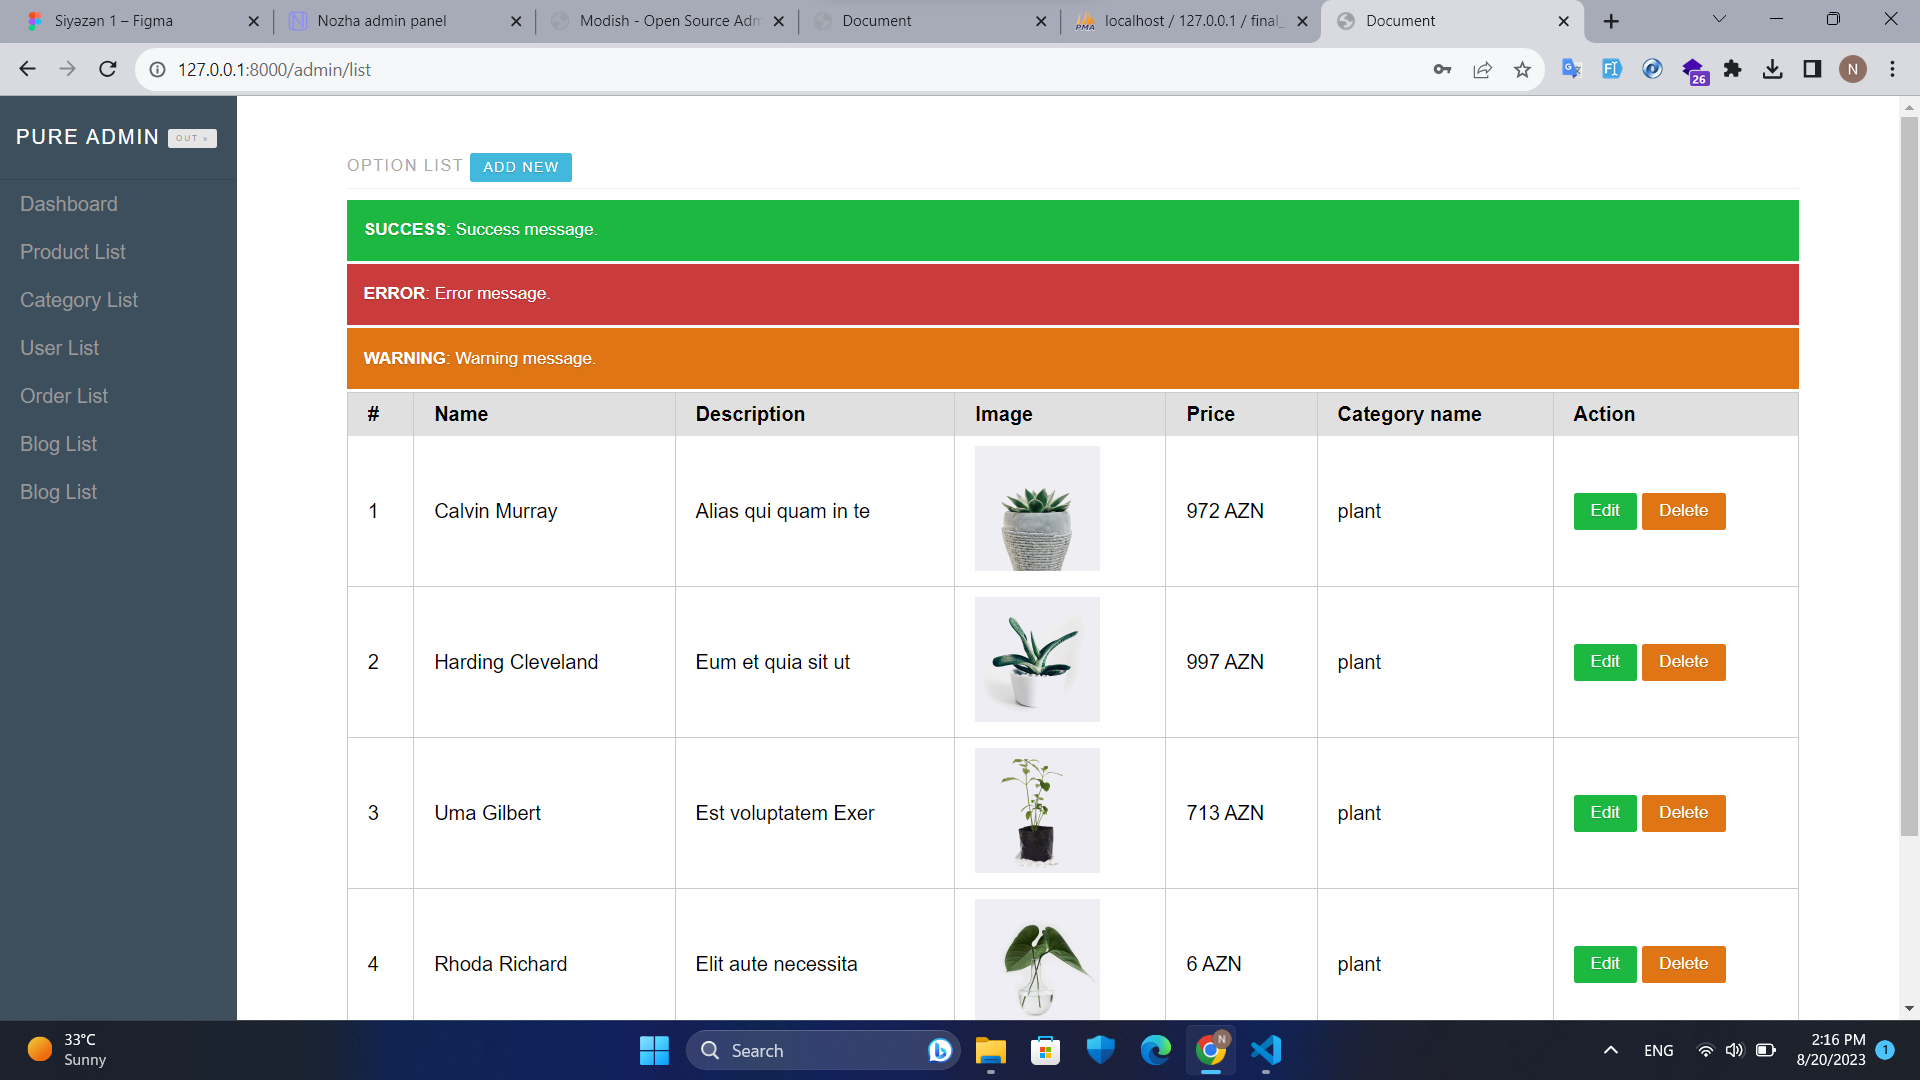 Siyəzən 1 – Figma
Nozha admin panel
Modish - Open Source Adm
Document
localhost / 127.0.0.1 / final_
Document
127.0.0.1:8000/admin/list
26
N
PURE ADMIN OUT »
Dashboard
Product List
Category List
User List
Order List
Blog List
Blog List
OPTION LIST ADD NEW
SUCCESS: Success message.
ERROR: Error message.
WARNING: Warning message.
# Name Description Image Price Category name Action
1 Calvin Murray Alias qui quam in te 972 AZN plant Edit Delete
2 Harding Cleveland Eum et quia sit ut 997 AZN plant Edit Delete
3 Uma Gilbert Est voluptatem Exer 713 AZN plant Edit Delete
4 Rhoda Richard Elit aute necessita 6 AZN plant Edit Delete
33°C
Sunny
Search
N
ENG
2:16 PM
8/20/2023
1